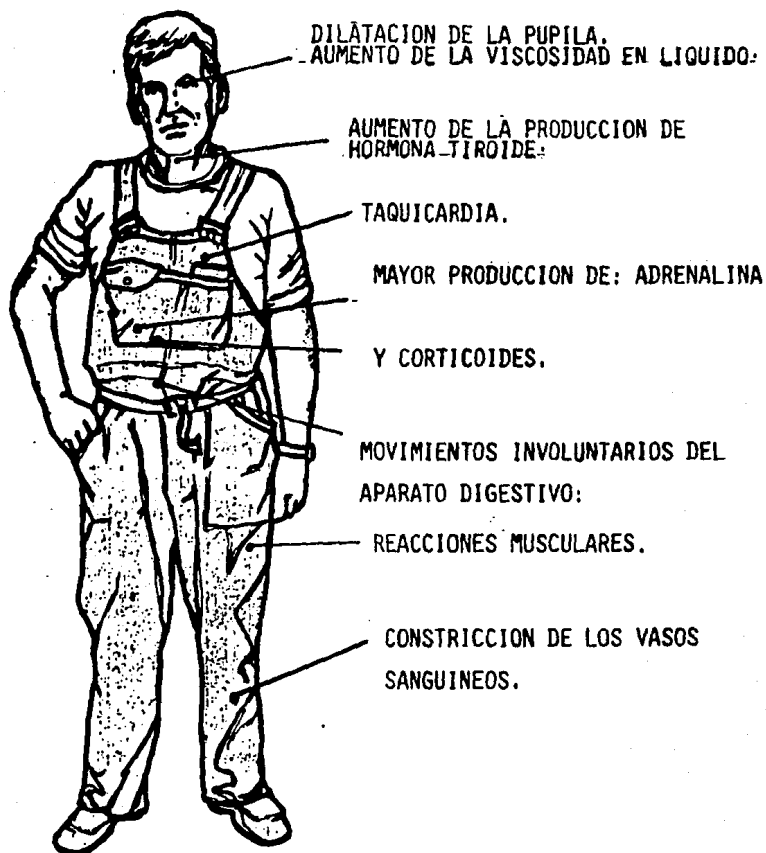 DILATACION DE LA PUPILA.
AUMENTO DE LA VISCOSIDAD EN LIQUIDO:
AUMENTO DE LA PRODUCCION DE
HORMONA TIROIDE:
TAQUICARDIA.
MAYOR PRODUCCION DE: ADRENALINA
Y CORTICOIDES.
MOVIMIENTOS INVOLUNTARIOS DEL
APARATO DIGESTIVO:
REACCIONES MUSCULARES.
CONSTRICCION DE LOS VASOS
SANGUINEOS.